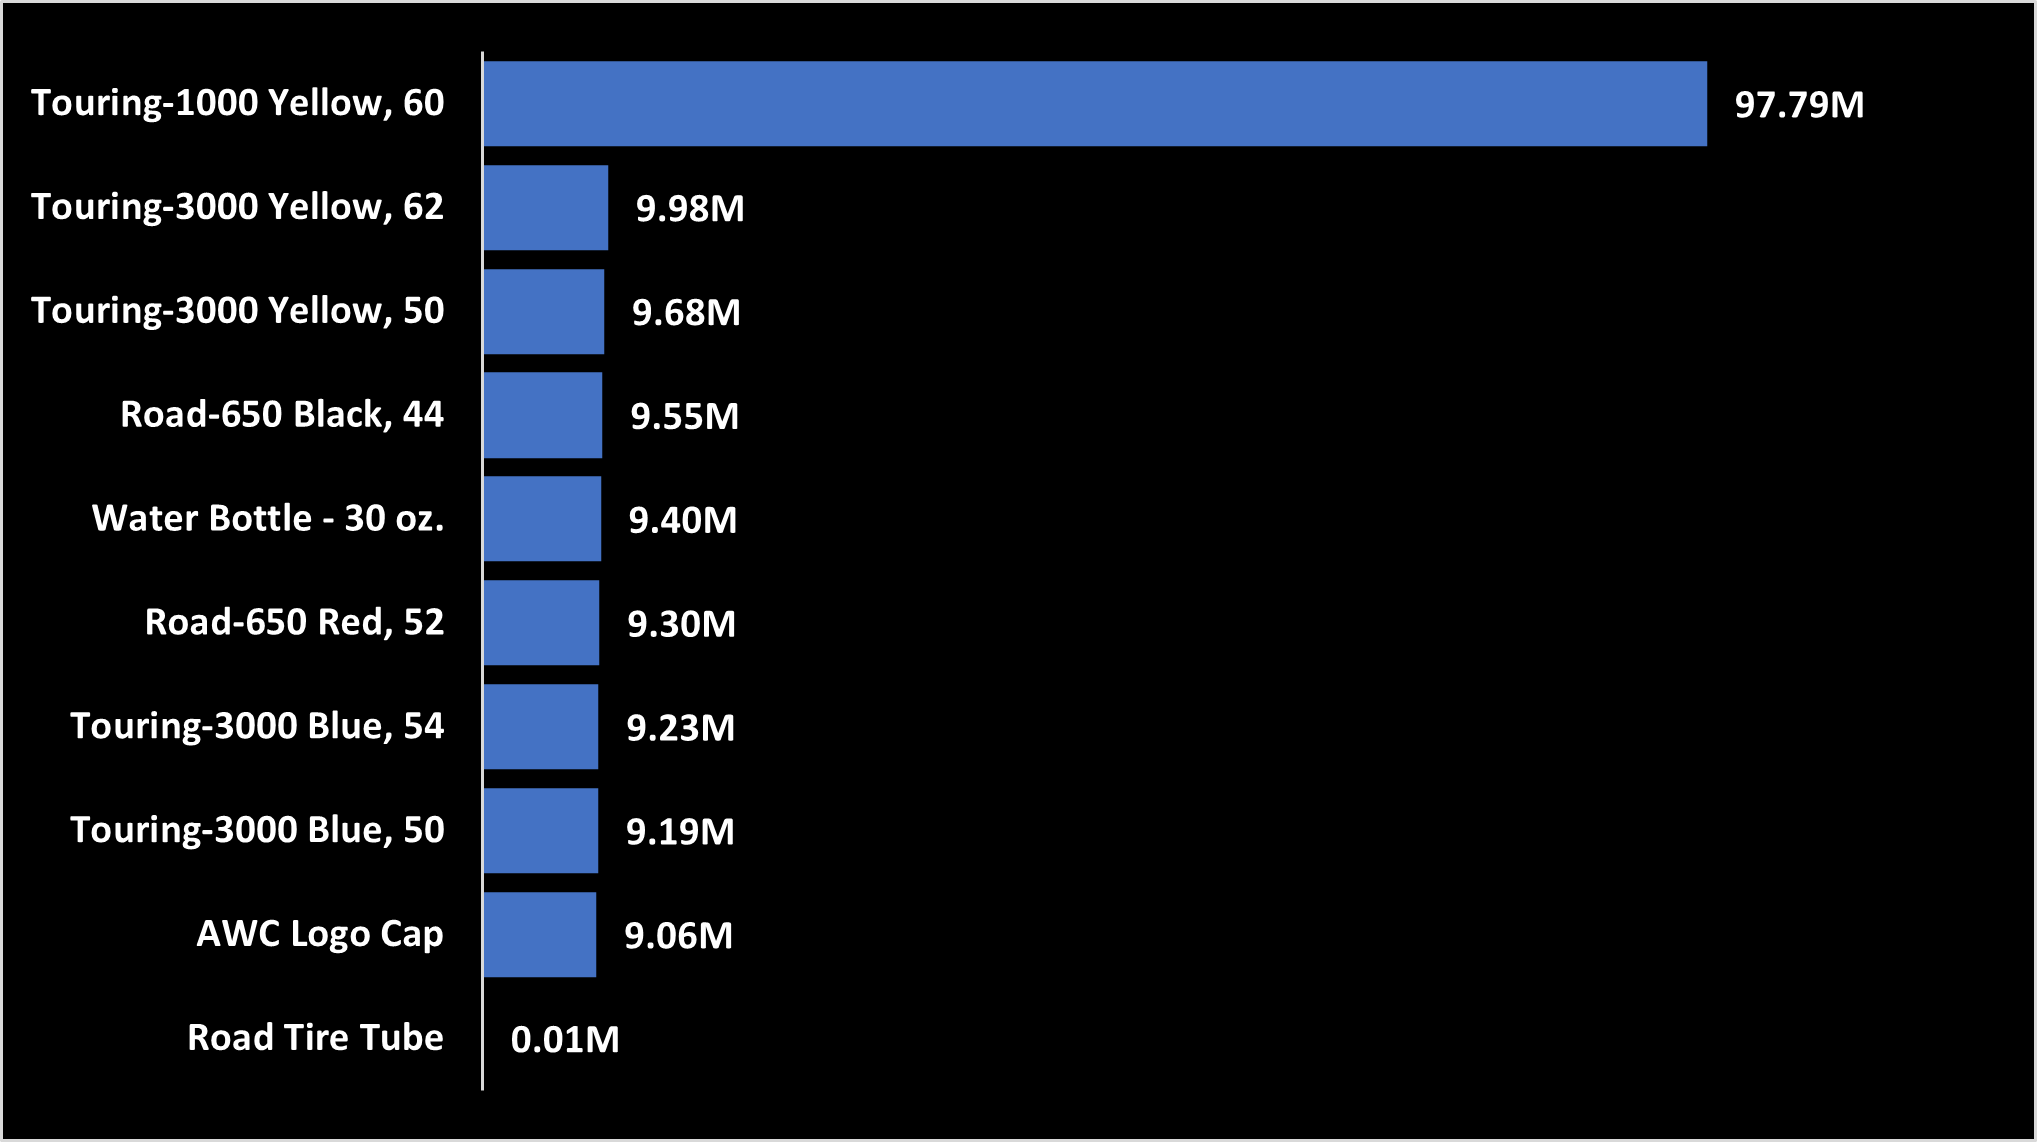 Touring-1000 Yellow, 60 97.79M
Touring-3000 Yellow, 62 9.98M
Touring-3000 Yellow, 50 9.68M
Road-650 Black, 44 9.55M
Water Bottle - 30 oz. 9.40M
Road-650 Red, 52 9.30M
Touring-3000 Blue, 54 9.23M
Touring-3000 Blue, 50 9.19M
AWC Logo Cap 9.06M
Road Tire Tube 0.01M